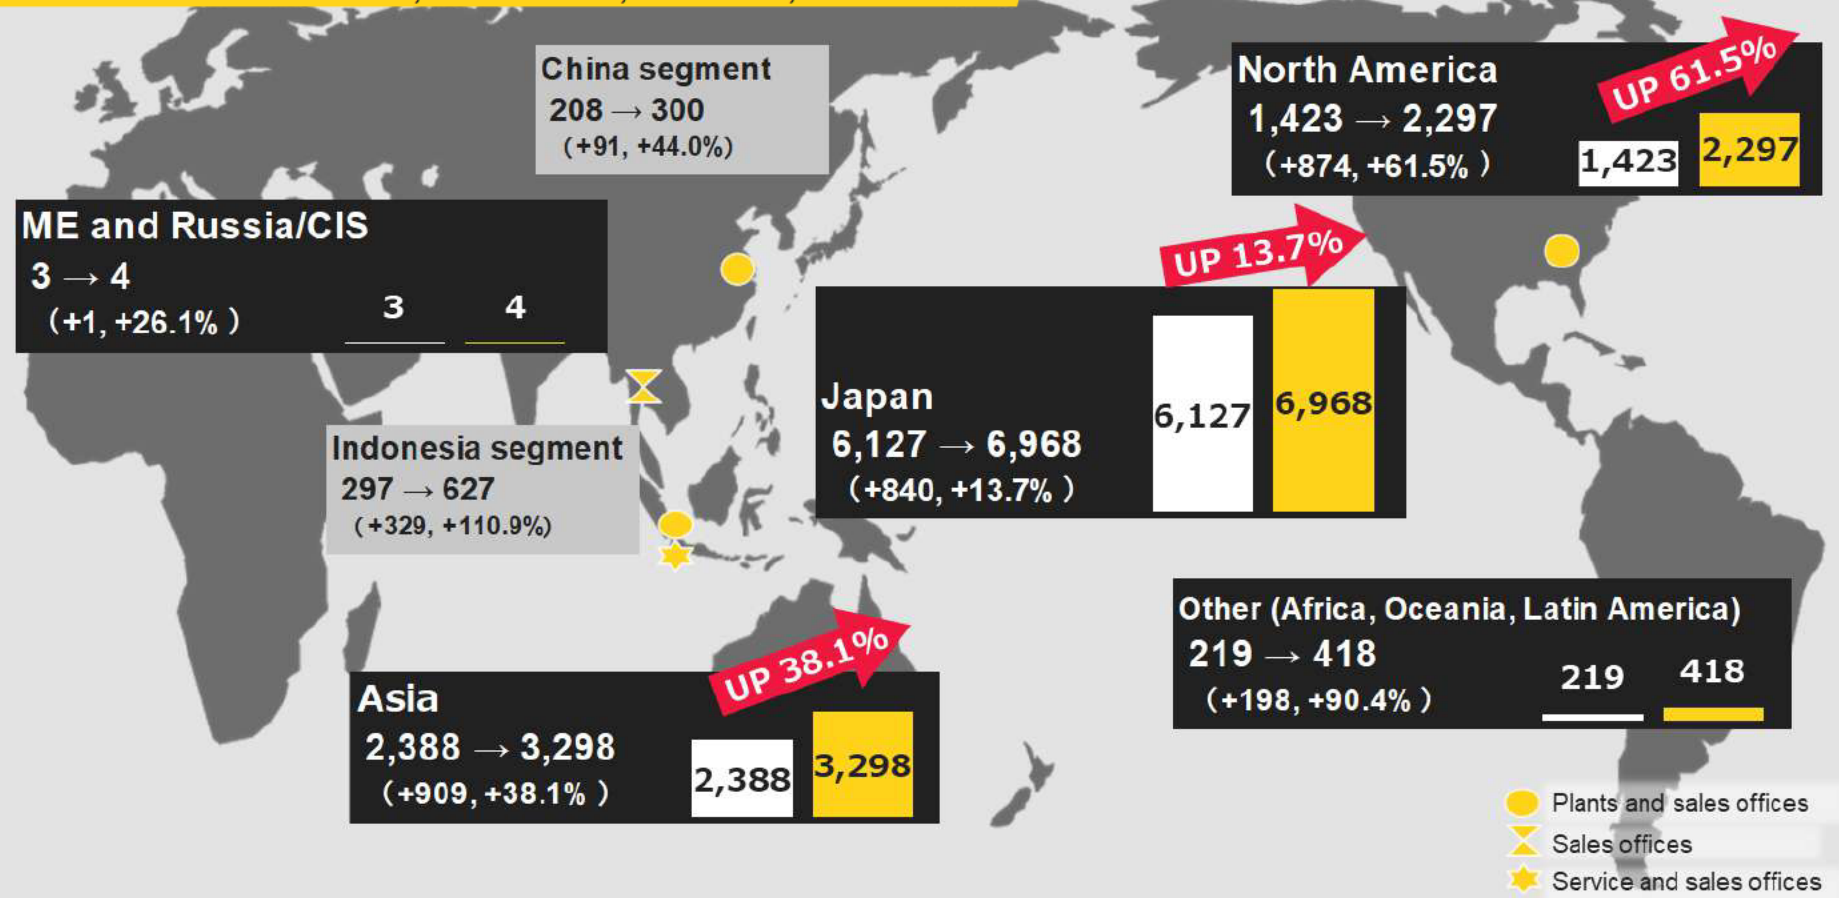 China segment
208 → 300
(+91, +44.0%)
North America
1,423 → 2,297
(+874, +61.5% )
UP 61.5%
1,423
2,297
ME and Russia/CIS
3 → 4
(+1, +26.1% )
3
4
UP 13.7%
Japan
6,127 → 6,968
(+840, +13.7% )
6,127
6,968
Indonesia segment
297 → 627
(+329, +110.9%)
Asia
2,388 → 3,298
(+909, +38.1% )
UP 38.1%
2,388
3,298
Other (Africa, Oceania, Latin America)
219 → 418
(+198, +90.4% )
219
418
Plants and sales offices
Sales offices
Service and sales offices